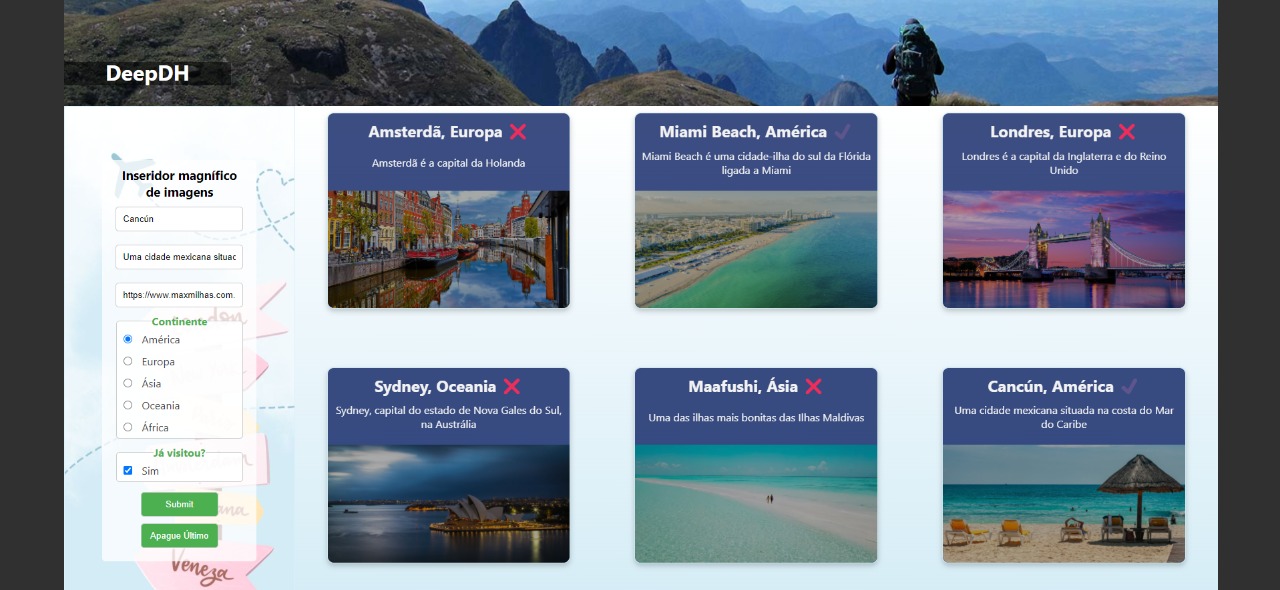 DeepDH
Inseridor magnífico
de imagens
Cancún
Uma cidade mexicana situac
https://www.maxmilhas.com.
Continente
América
Europa
Ásia
Oceania
África
Já visitou?
Sim
Submit
Apague Último
Veneza
Amsterdã, Europa ❌
Amsterdã é a capital da Holanda
Miami Beach, América ✔
Miami Beach é uma cidade-ilha do sul da Flórida
ligada a Miami
Londres, Europa ❌
Londres é a capital da Inglaterra e do Reino
Unido
Sydney, Oceania ❌
Sydney, capital do estado de Nova Gales do Sul,
na Austrália
Maafushi, Ásia ❌
Uma das ilhas mais bonitas das Ilhas Maldivas
Cancún, América ✔
Uma cidade mexicana situada na costa do Mar
do Caribe